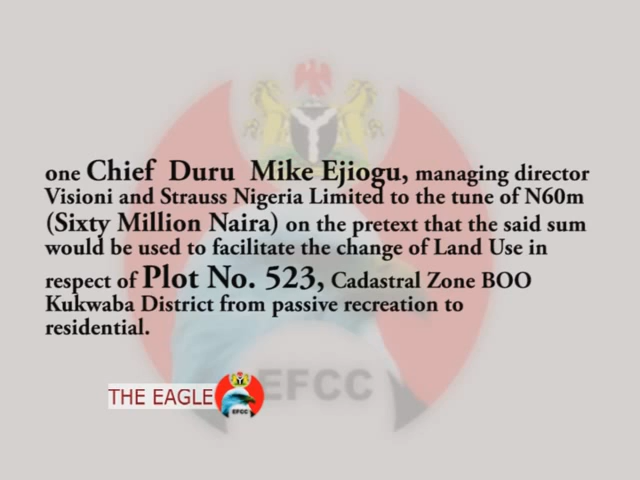 one Chief Duru Mike Ejiogu, managing director
Visioni and Strauss Nigeria Limited to the tune of N60m
(Sixty Million Naira) on the pretext that the said sum
would be used to facilitate the change of Land Use in
respect of Plot No. 523, Cadastral Zone BOO
Kukwaba District from passive recreation to
residential.
EFCC
THE EAGLE
EFCC